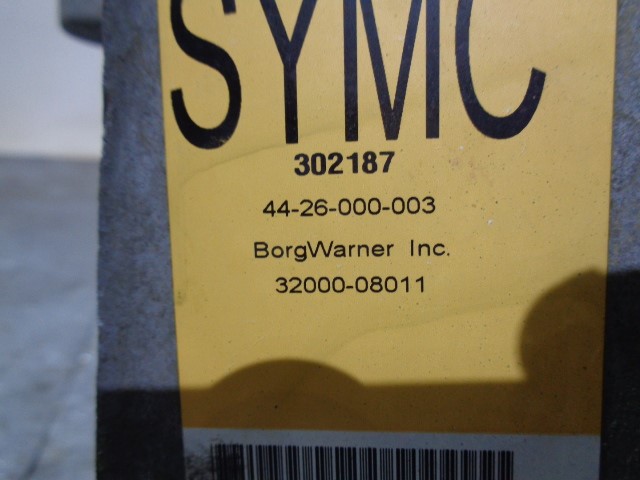 SYMC
302187
44-26-000-003
BorgWarner Inc.
32000-08011